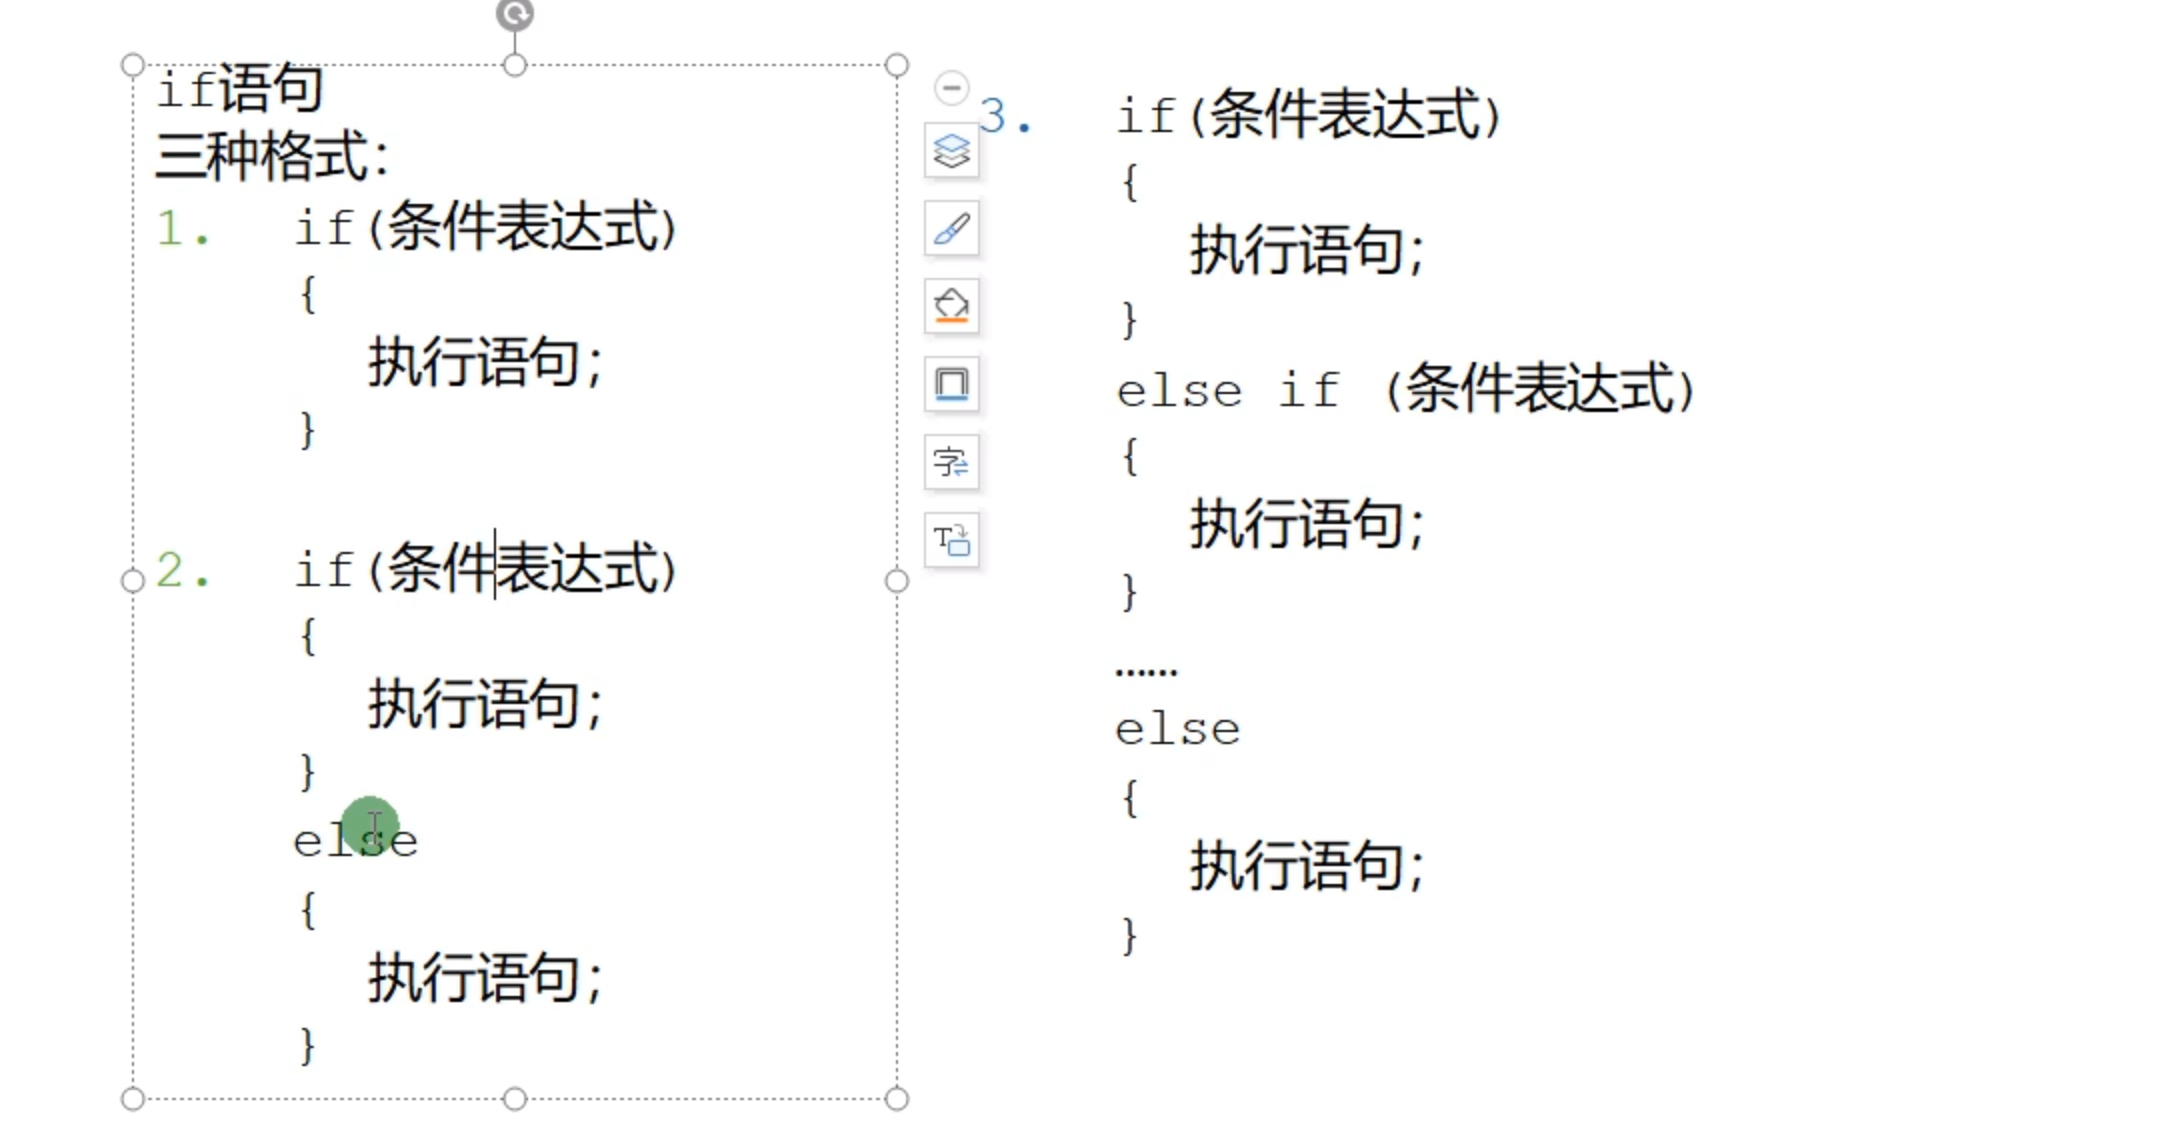 if语句
三种格式：
1. if(条件表达式)
{
执行语句;
}
2. if(条件表达式)
{
执行语句;
}
else
{
执行语句;
}
3. if(条件表达式)
{
执行语句;
}
else if (条件表达式)
{
执行语句;
}
……
else
{
执行语句;
}
字
T